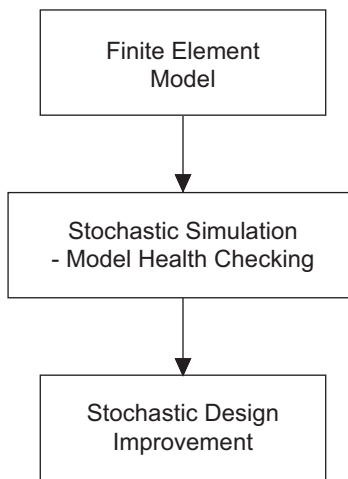 Finite Element
Model
Stochastic Simulation
- Model Health Checking
Stochastic Design
Improvement